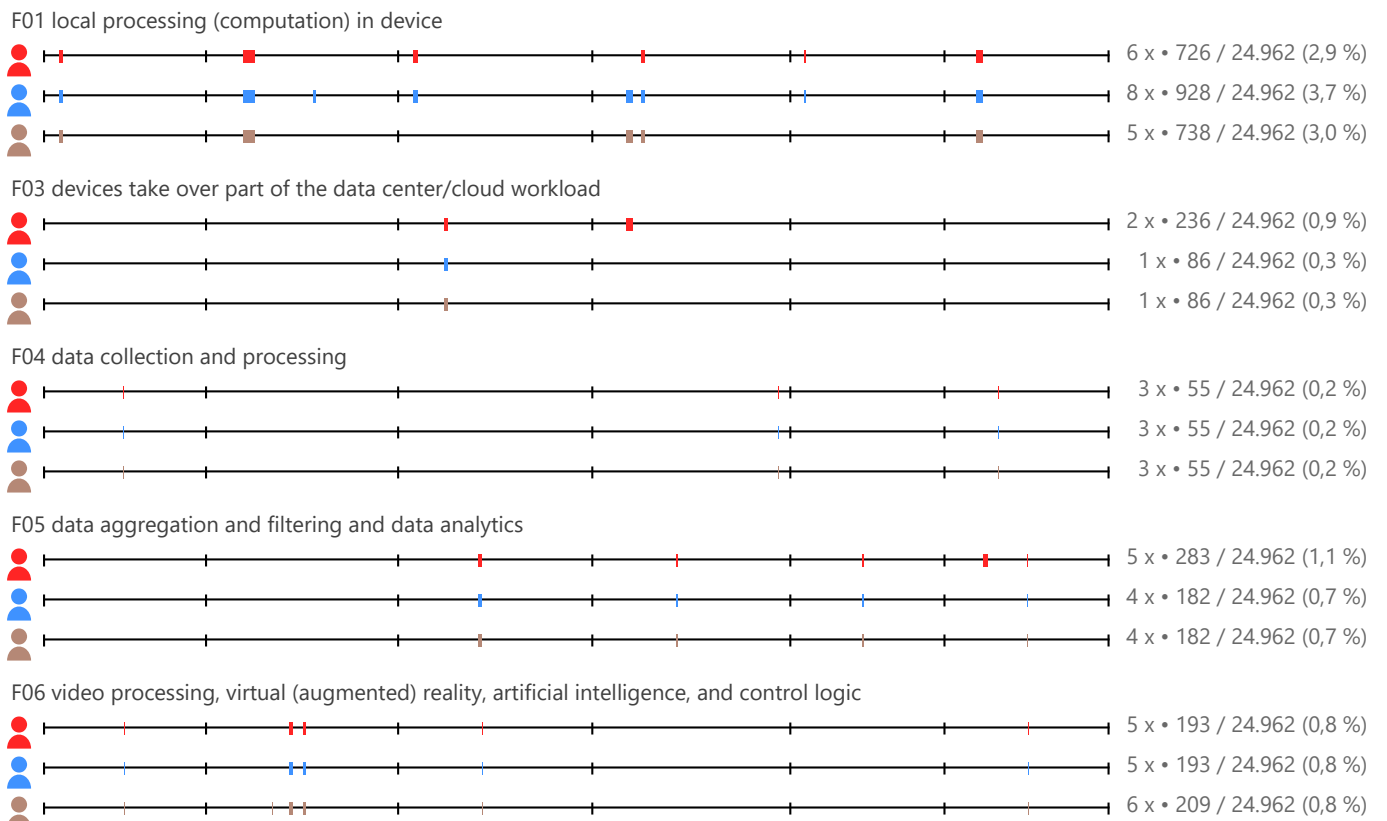 F01 local processing (computation) in device
6 x • 726 / 24.962 (2,9 %)
8 x • 928 / 24.962 (3,7 %)
5 x • 738 / 24.962 (3,0 %)
F03 devices take over part of the data center/cloud workload
2 x • 236 / 24.962 (0,9 %)
1 x • 86 / 24.962 (0,3 %)
1 x • 86 / 24.962 (0,3 %)
F04 data collection and processing
3 x • 55 / 24.962 (0,2 %)
3 x • 55 / 24.962 (0,2 %)
3 x • 55 / 24.962 (0,2 %)
F05 data aggregation and filtering and data analytics
5 x • 283 / 24.962 (1,1 %)
4 x • 182 / 24.962 (0,7 %)
4 x • 182 / 24.962 (0,7 %)
F06 video processing, virtual (augmented) reality, artificial intelligence, and control logic
5 x • 193 / 24.962 (0,8 %)
5 x • 193 / 24.962 (0,8 %)
6 x • 209 / 24.962 (0,8 %)